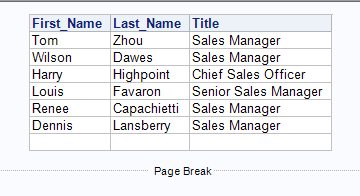 First_Name Last_Name Title
Tom Zhou Sales Manager
Wilson Dawes Sales Manager
Harry Highpoint Chief Sales Officer
Louis Favaron Senior Sales Manager
Renee Capachietti Sales Manager
Dennis Lansberry Sales Manager
Page Break